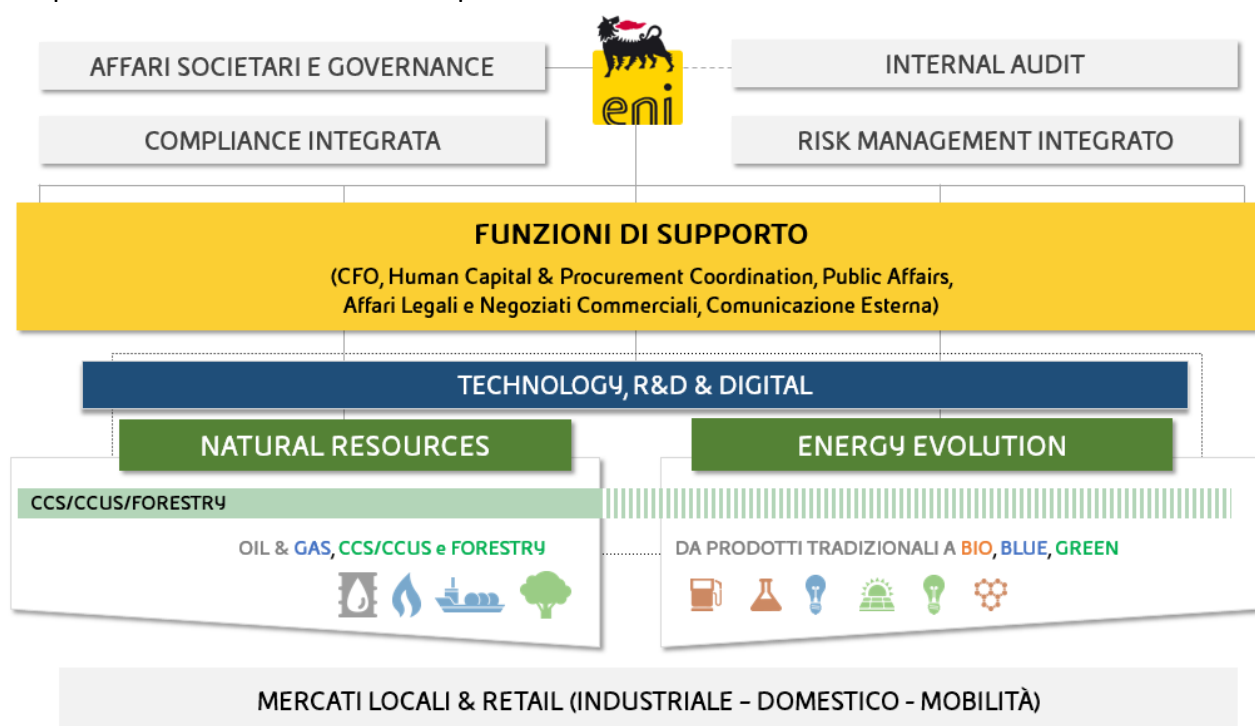 AFFARI SOCIETARI E GOVERNANCE
eni
INTERNAL AUDIT
COMPLIANCE INTEGRATA
RISK MANAGEMENT INTEGRATO
FUNZIONI DI SUPPORTO
(CFO, Human Capital & Procurement Coordination, Public Affairs,
Affari Legali e Negoziati Commerciali, Comunicazione Esterna)
TECHNOLOGY, R&D & DIGITAL
NATURAL RESOURCES
ENERGY EVOLUTION
CCS/CCUS/FORESTRY
OIL & GAS, CCS/CCUS e FORESTRY
DA PRODOTTI TRADIZIONALI A BIO, BLUE, GREEN
MERCATI LOCALI & RETAIL (INDUSTRIALE – DOMESTICO - MOBILITÀ)